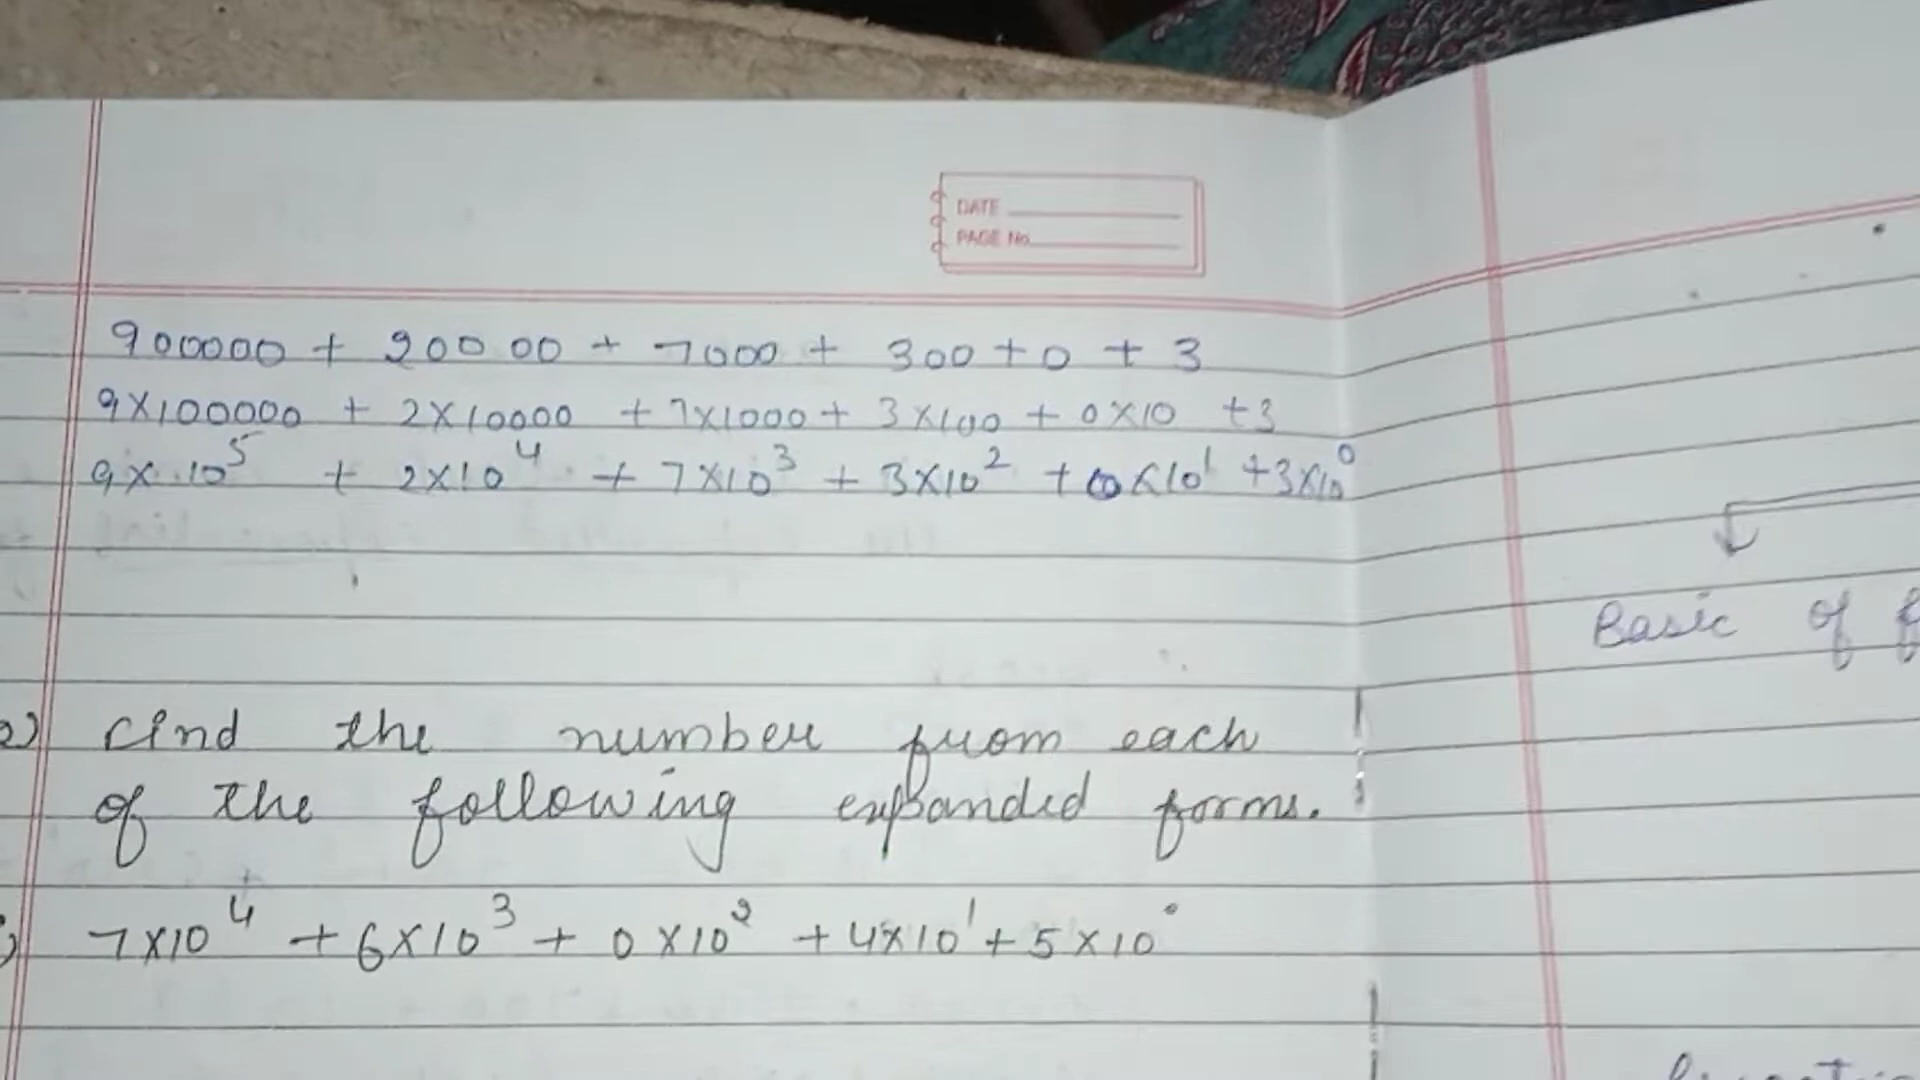 DATE
PAGE No.
900000 + 20000 + 7000 + 300 + 0 + 3
9×100000 + 2×10000 + 7×1000 + 3×100 + 0×10 + 3
9×10⁵ + 2×10⁴ + 7×10³ + 3×10² + 0×10¹ + 3×10⁰
2) Find the number from each
of the following expanded forms.
7×10⁴ + 6×10³ + 0×10² + 4×10¹ + 5×10⁰
Basic of